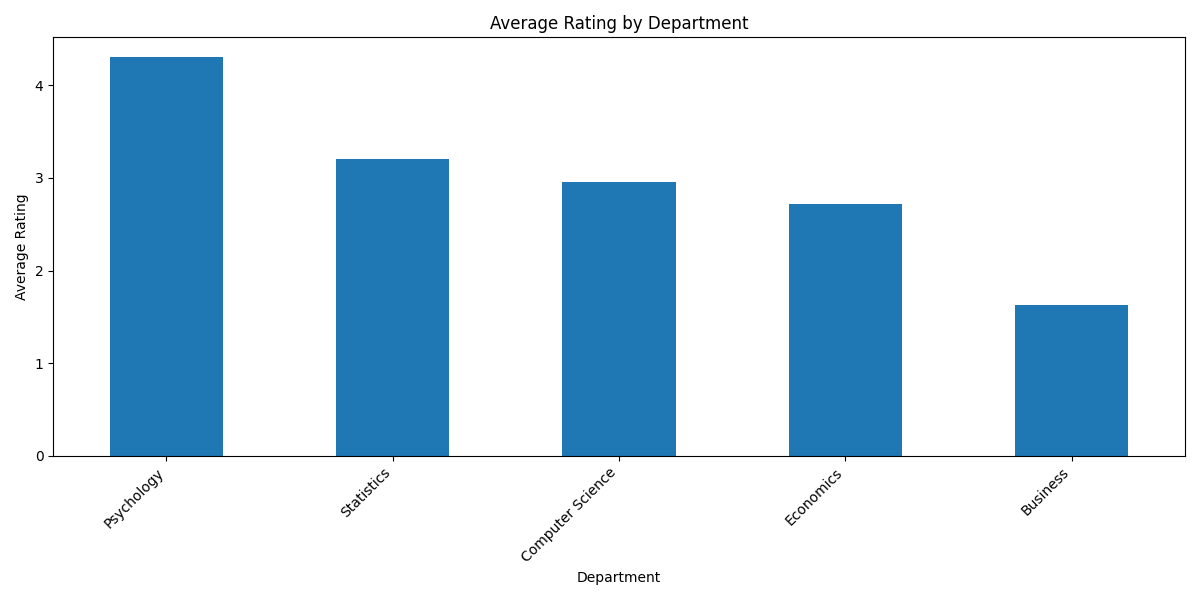 Average Rating by Department
Average Rating
4
3
2
1
0
Psychology
Statistics
Computer Science
Economics
Business
Department